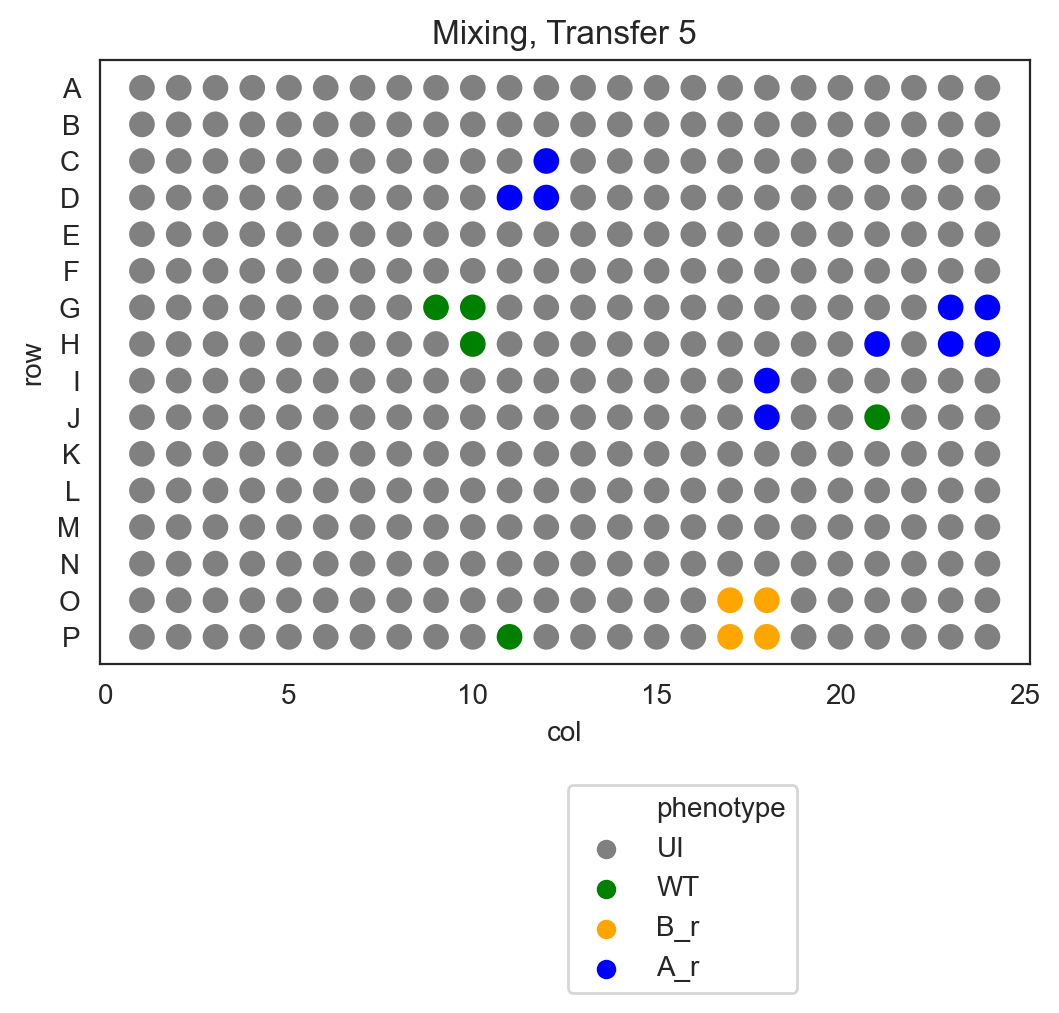 Mixing, Transfer 5
A
B
C
D
E
F
G
H
I
J
K
L
M
N
O
P
row
0 5 10 15 20 25
col
phenotype
UI
WT
B_r
A_r